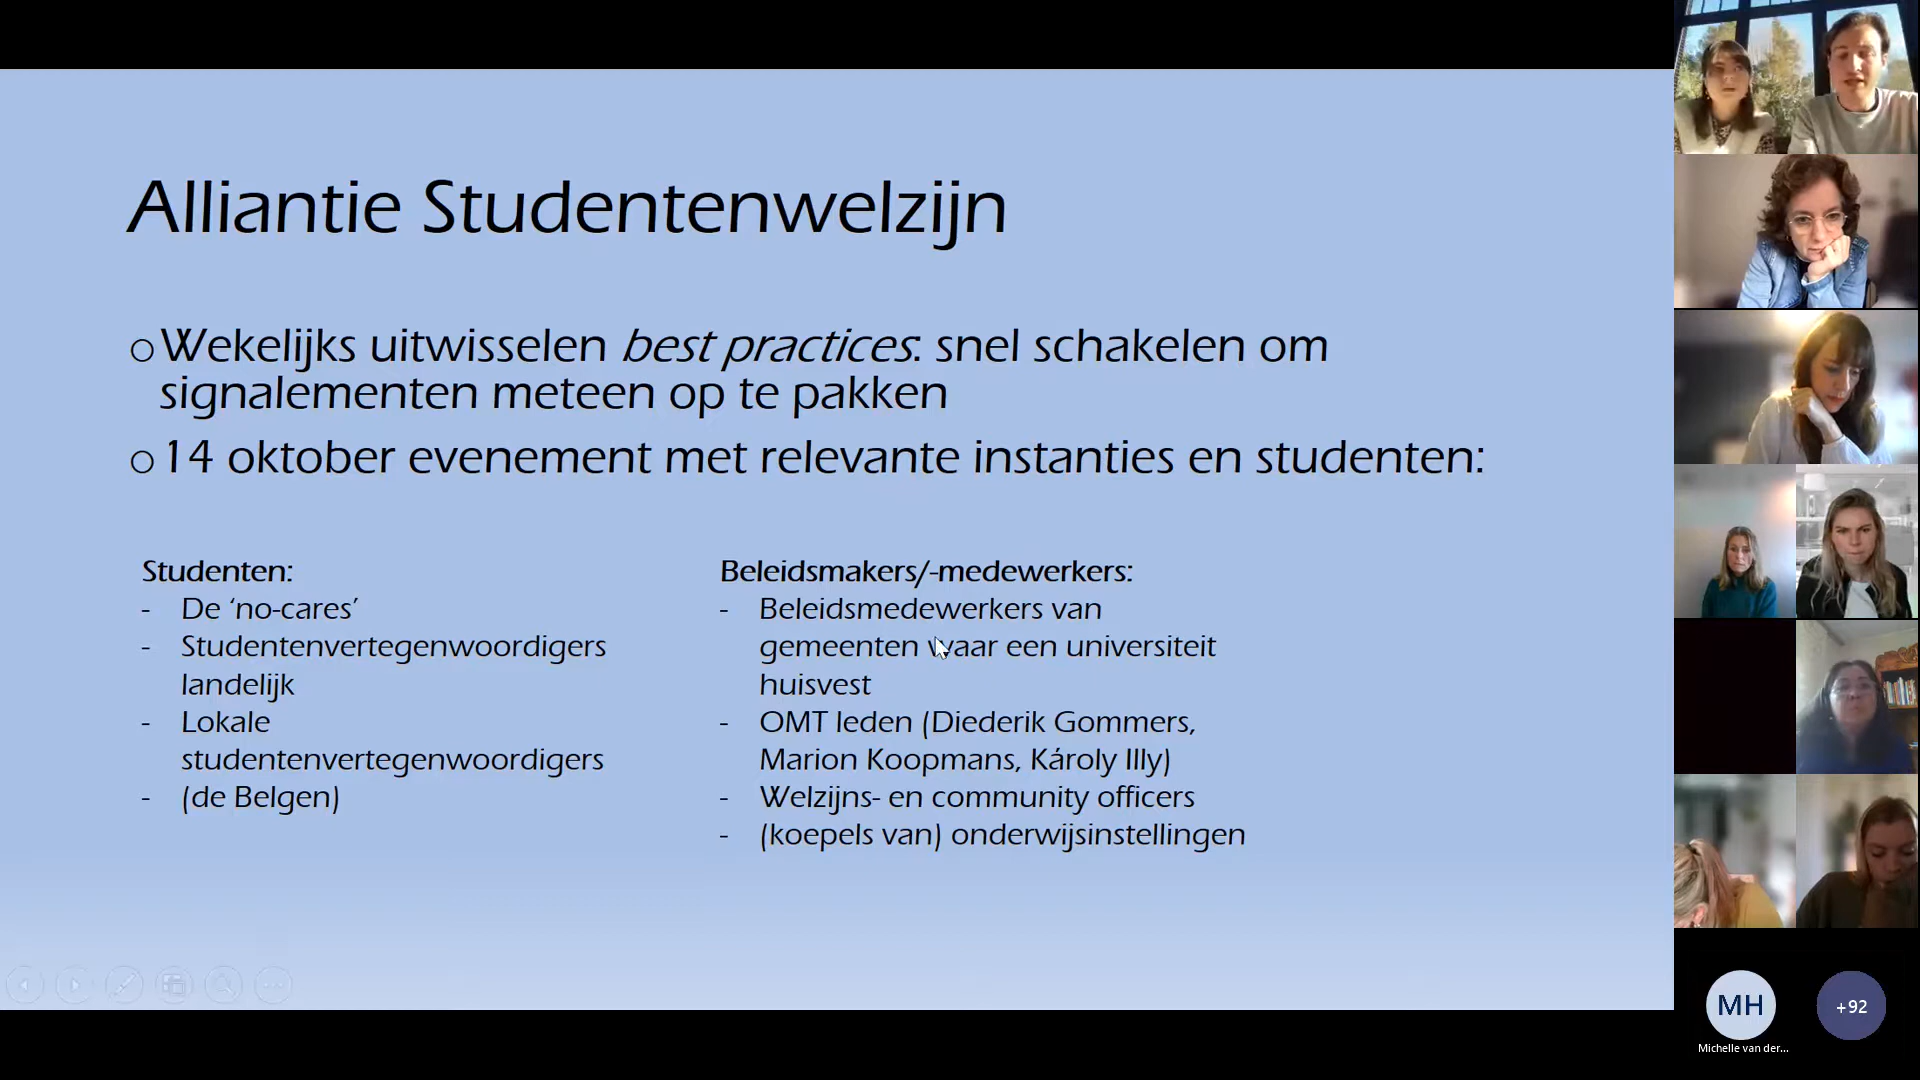 Alliantie Studentenwelzijn
Wekelijks uitwisselen best practices: snel schakelen om
signalementen meteen op te pakken
14 oktober evenement met relevante instanties en studenten:
Studenten:
- De ‘no-cares’
- Studentenvertegenwoordigers
landelijk
- Lokale
studentenvertegenwoordigers
- (de Belgen)
Beleidsmakers/-medewerkers:
- Beleidsmedewerkers van
gemeenten waar een universiteit
huisvest
- OMT leden (Diederik Gommers,
Marion Koopmans, Károly Illy)
- Welzijns- en community officers
- (koepels van) onderwijsinstellingen
MH
+92
Michelle van der...